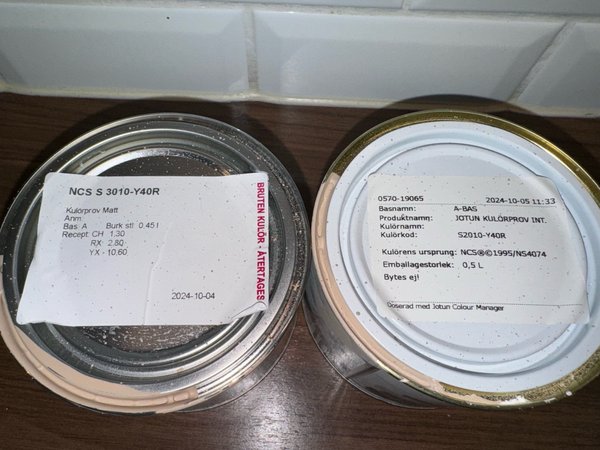 NCS S 3010-Y40R
Kulörprov Matt
Anm
Bas A Burk stl 0.45 l
Recept CH 1.30
RX 2.80
YX - 10.60
2024-10-04
BRUTEN KULÖR - ÅTERTAGES
0570-19065 2024-10-05 11:33
Basnamn: A-BAS
Produktnamn: JOTUN KULÖRPROV INT.
Kulörnamn:
Kulörkod: S2010-Y40R
Kulörens ursprung: NCS®©1995/NS4074
Emballagestorlek: 0,5 L
Bytes ej!
Doserad med Jotun Colour Manager